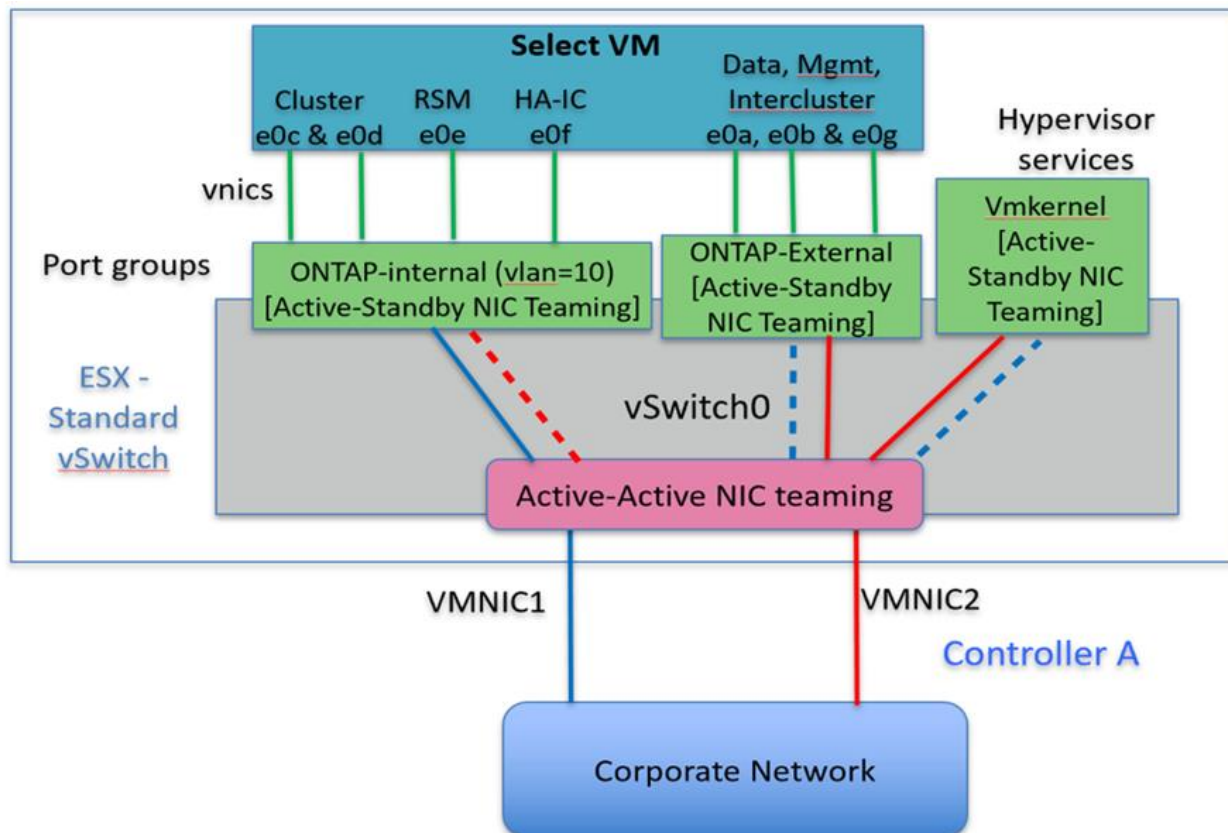 Select VM
Cluster
e0c & e0d
RSM
e0e
HA-IC
e0f
Data, Mgmt,
Intercluster
e0a, e0b & e0g
Hypervisor
services
vnics
Port groups
ONTAP-internal (vlan=10)
[Active-Standby NIC Teaming]
ONTAP-External
[Active-Standby
NIC Teaming]
Vmkernel
[Active-
Standby NIC
Teaming]
ESX -
Standard
vSwitch
vSwitch0
Active-Active NIC teaming
VMNIC1
VMNIC2
Controller A
Corporate Network